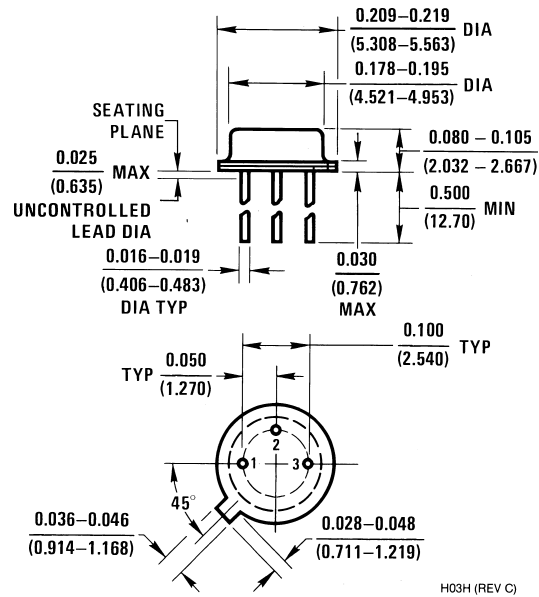 0.209–0.219
(5.308–5.563)
DIA
0.178–0.195
(4.521–4.953)
DIA
SEATING
PLANE
0.080 – 0.105
(2.032 – 2.667)
0.025
(0.635)
MAX
0.500
(12.70)
MIN
UNCONTROLLED
LEAD DIA
0.016–0.019
(0.406–0.483)
DIA TYP
0.030
(0.762)
MAX
0.100
(2.540)
TYP
TYP
0.050
(1.270)
2
1
3
45°
0.036–0.046
(0.914–1.168)
0.028–0.048
(0.711–1.219)
H03H (REV C)